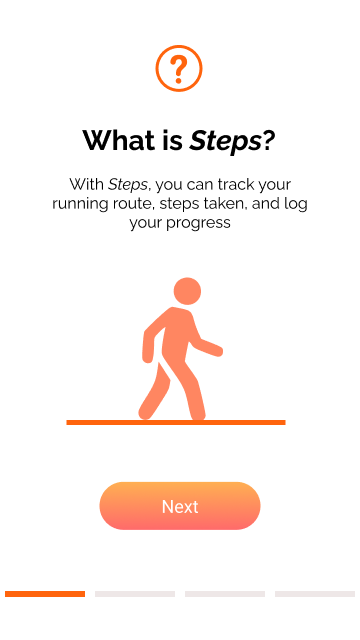 ?
What is Steps?
With Steps, you can track your
running route, steps taken, and log
your progress
Next